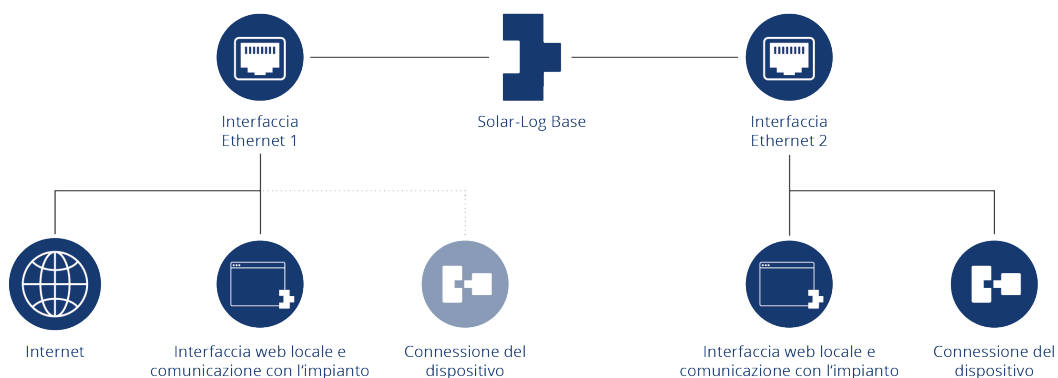 Interfaccia
Ethernet 1
Solar-Log Base
Interfaccia
Ethernet 2
Internet
Interfaccia web locale e
comunicazione con l’impianto
Connessione del
dispositivo
Interfaccia web locale e
comunicazione con l’impianto
Connessione del
dispositivo